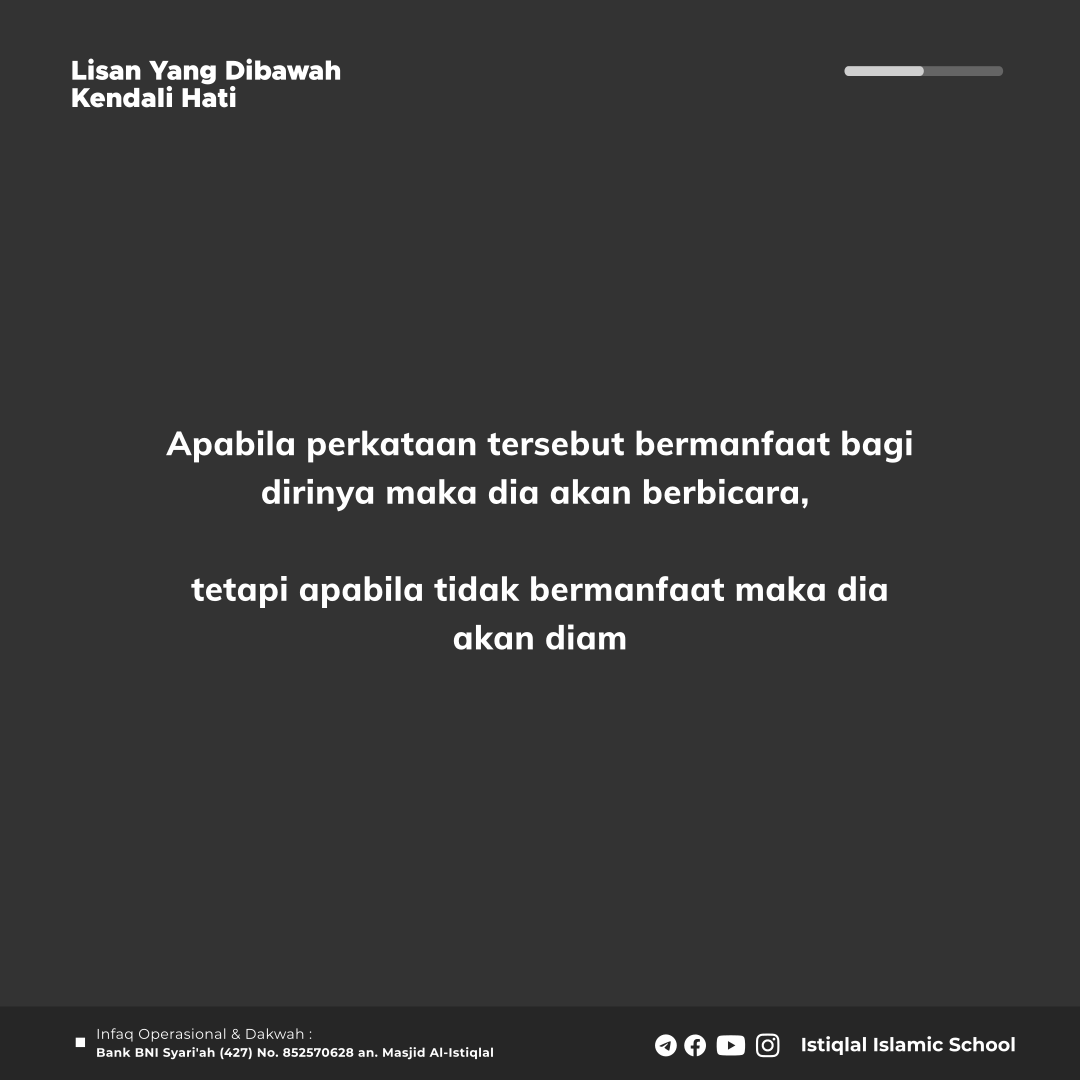 Lisan Yang Dibawah
Kendali Hati
Apabila perkataan tersebut bermanfaat bagi
dirinya maka dia akan berbicara,
tetapi apabila tidak bermanfaat maka dia
akan diam
Infaq Operasional & Dakwah :
Bank BNI Syari'ah (427) No. 852570628 an. Masjid Al-Istiqlal
Istiqlal Islamic School